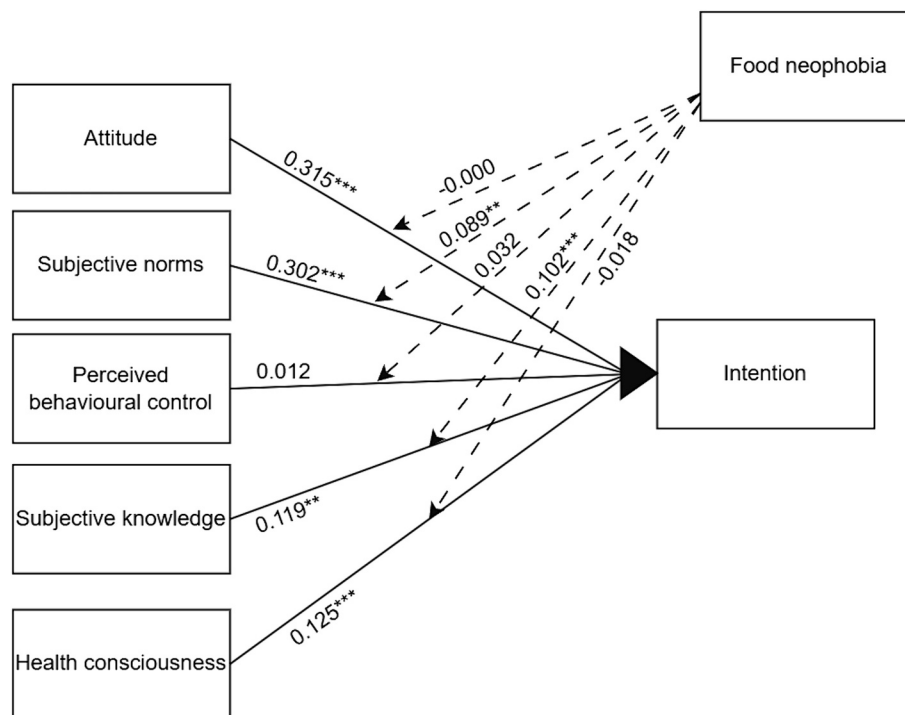 Food neophobia
Attitude
0.315***
-0.000
0.089**
Subjective norms
0.302***
0.032
0.102***
-0.018
Perceived
behavioural control
0.012
Intention
Subjective knowledge
0.119**
Health consciousness
0.125***